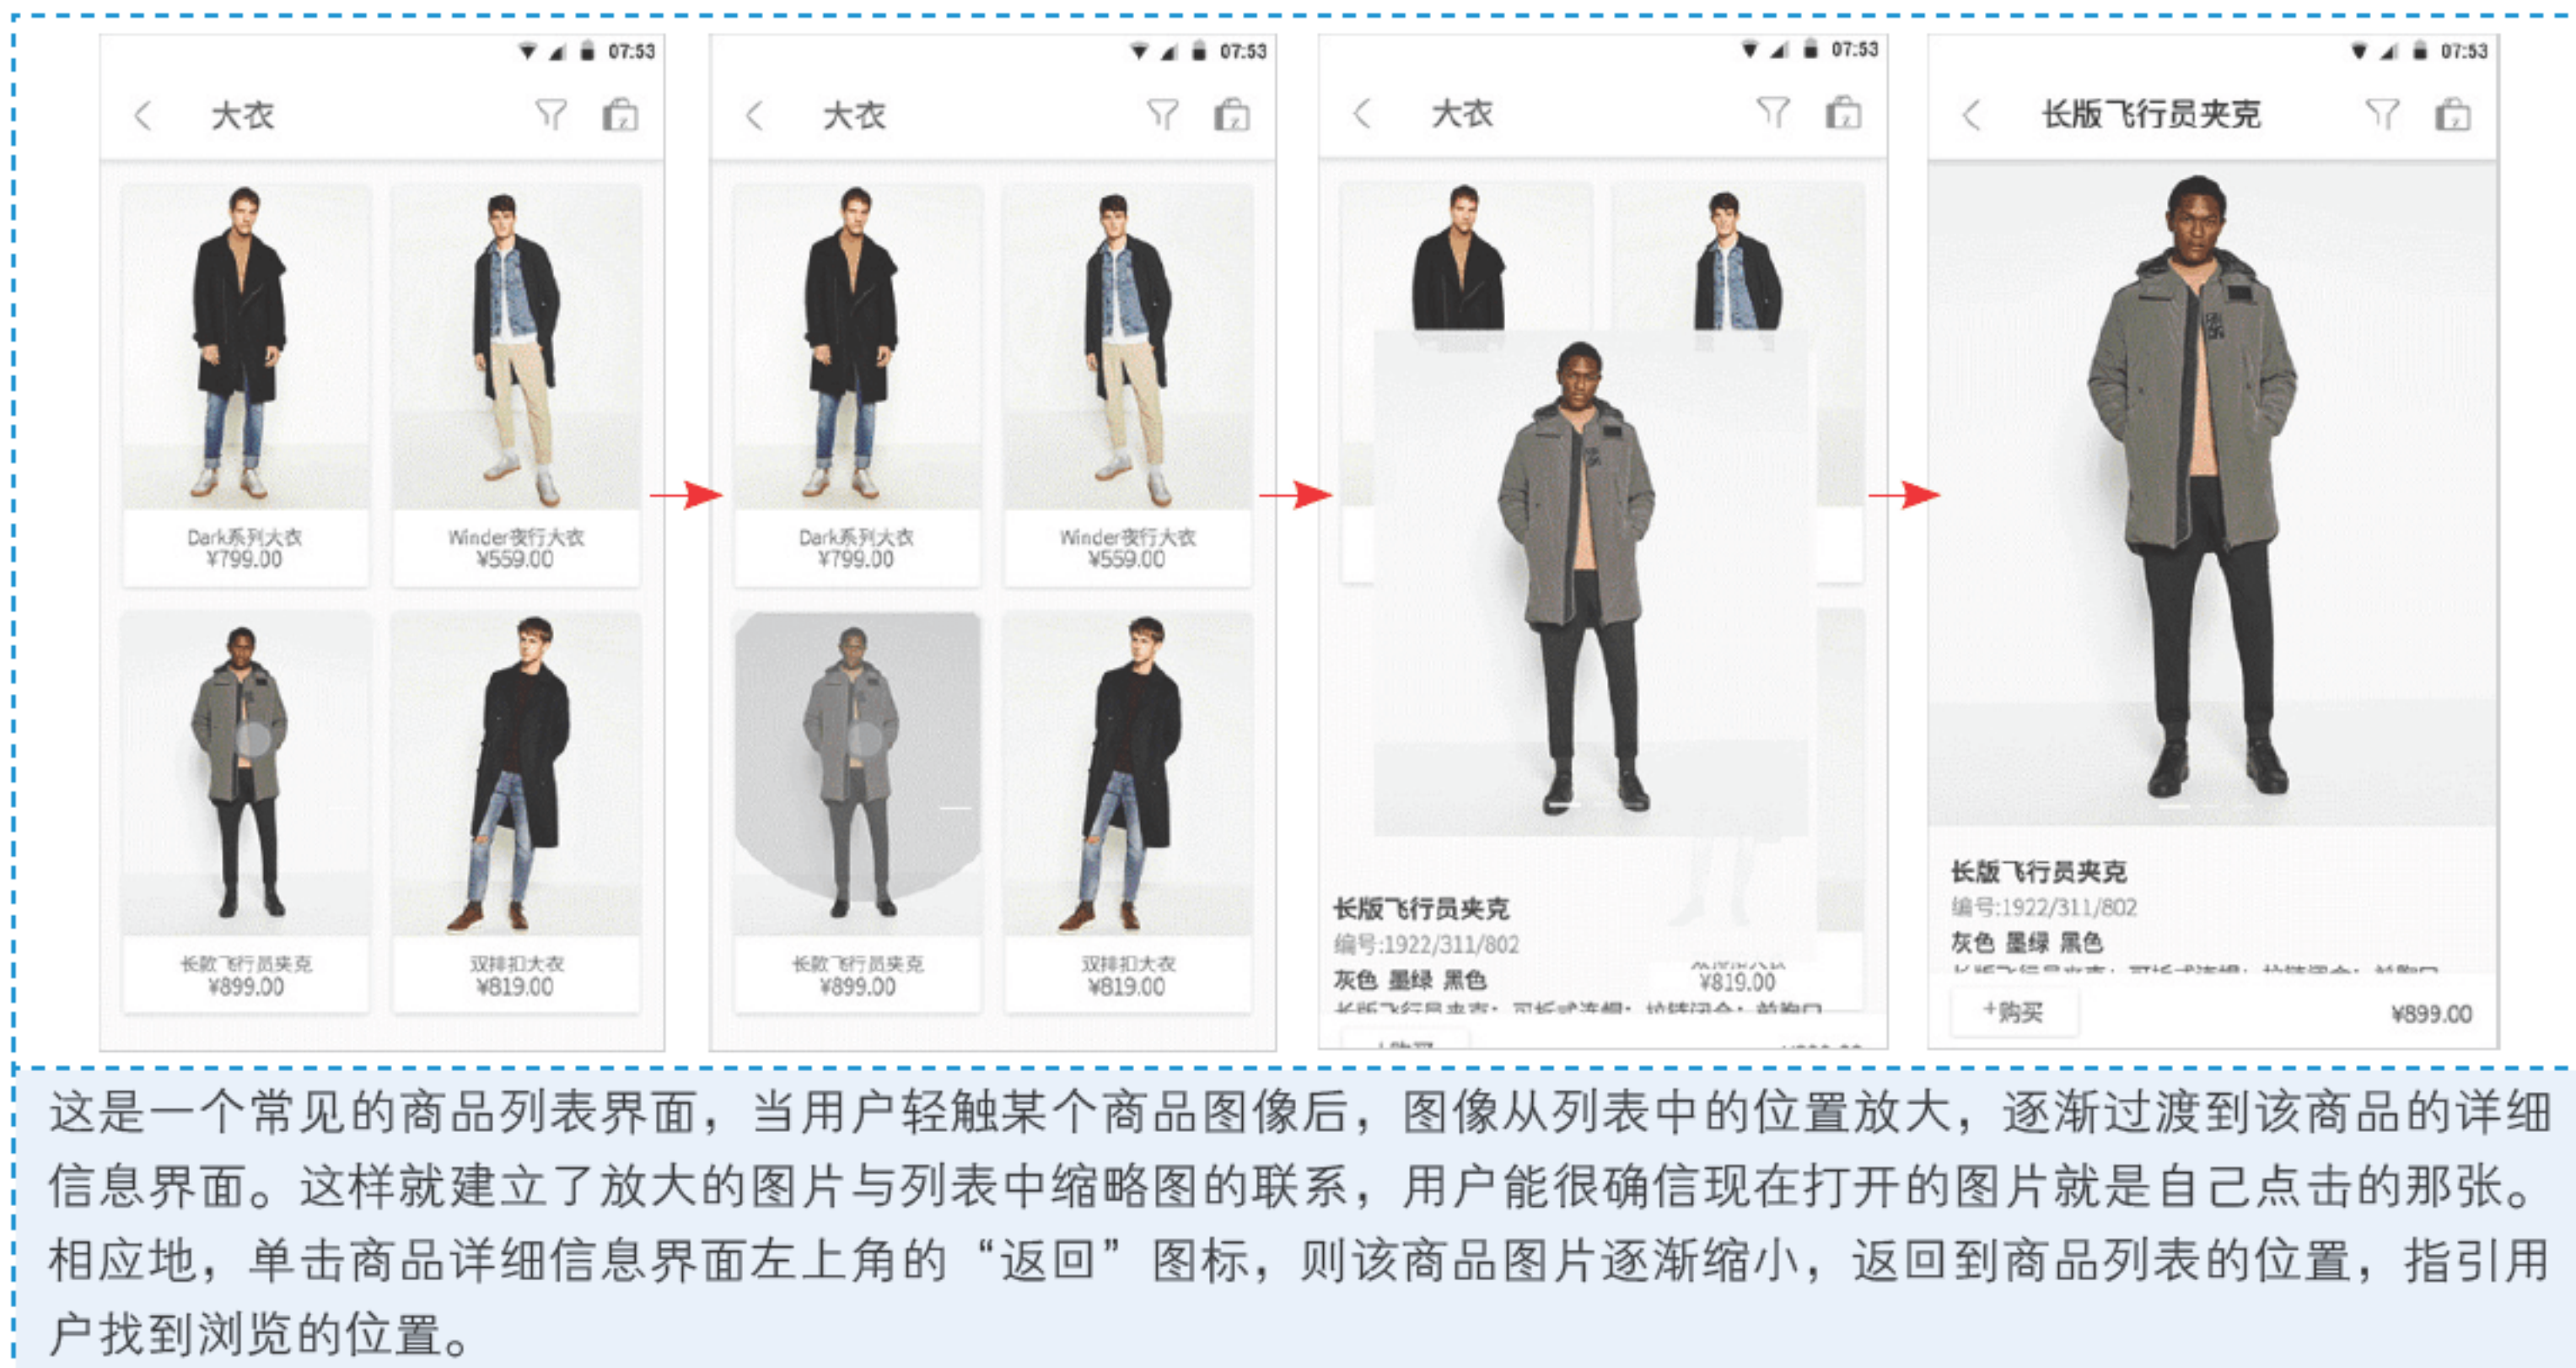 07:53
大衣
Dark系列大衣
¥799.00
Winder夜行大衣
¥559.00
长款飞行员夹克
¥899.00
双排扣大衣
¥819.00
07:53
大衣
Dark系列大衣
¥799.00
Winder夜行大衣
¥559.00
长款飞行员夹克
¥899.00
双排扣大衣
¥819.00
07:53
大衣
长版飞行员夹克
编号:1922/311/802
灰色 墨绿 黑色
¥819.00
07:53
长版飞行员夹克
长版飞行员夹克
编号:1922/311/802
灰色 墨绿 黑色
+购买
¥899.00
这是一个常见的商品列表界面，当用户轻触某个商品图像后，图像从列表中的位置放大，逐渐过渡到该商品的详细
信息界面。这样就建立了放大的图片与列表中缩略图的联系，用户能很确信现在打开的图片就是自己点击的那张。
相应地，单击商品详细信息界面左上角的“返回”图标，则该商品图片逐渐缩小，返回到商品列表的位置，指引用
户找到浏览的位置。